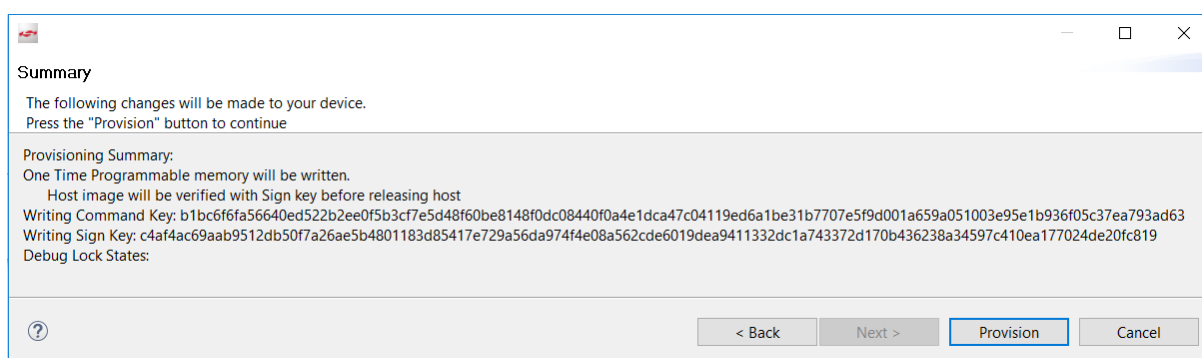 Summary
The following changes will be made to your device.
Press the "Provision" button to continue
Provisioning Summary:
One Time Programmable memory will be written.
Host image will be verified with Sign key before releasing host
Writing Command Key: b1bc6f6fa56640ed522b2ee0f5b3cf7e5d48f60be8148f0dc08440f0a4e1dca47c04119ed6a1be31b7707e5f9d001a659a051003e95e1b936f05c37ea793ad63
Writing Sign Key: c4af4ac69aab9512db50f7a26ae5b4801183d85417e729a56da974f4e08a562cde6019dea9411332dc1a743372d170b436238a34597c410ea177024de20fc819
Debug Lock States:
? < Back Next > Provision Cancel